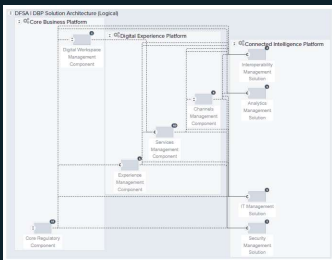 DFSA | DBP Solution Architecture (Logical)
Core Business Platform
Digital Experience Platform
Connected Intelligence Platform
Digital Workspace
Management
Component
Interoperability
Management
Solution
Channels
Management
Component
Analytics
Management
Solution
Services
Management
Component
Experience
Management
Component
IT Management
Solution
Core Regulatory
Component
Security
Management
Solution